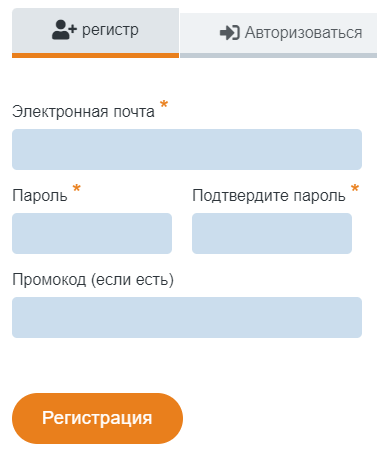 регистр
Авторизоваться
Электронная почта *
Пароль *
Подтвердите пароль *
Промокод (если есть)
Регистрация